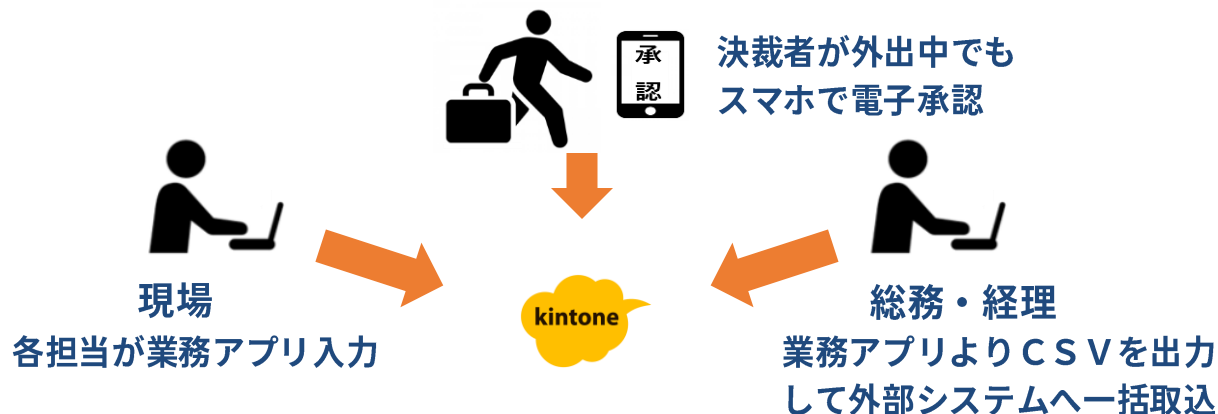 承
認
決裁者が外出中でも
スマホで電子承認
現場
各担当が業務アプリ入力
kintone
総務・経理
業務アプリよりＣＳＶを出力
して外部システムへ一括取込